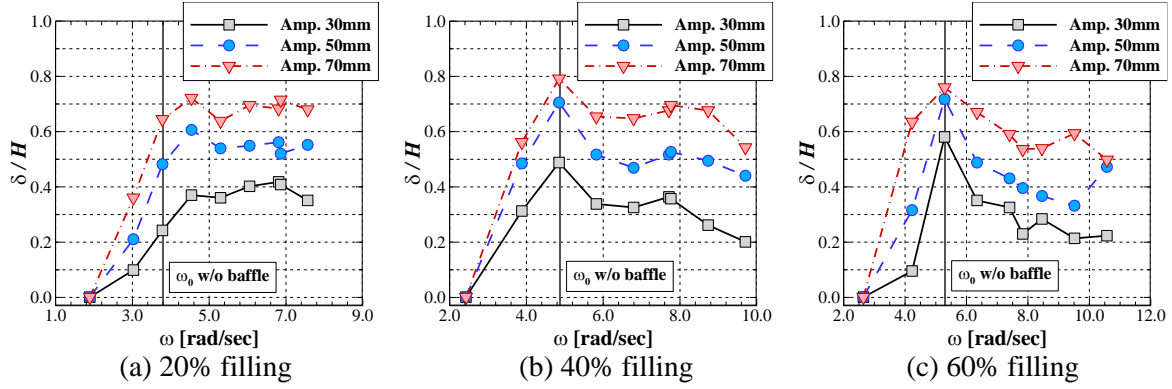 Amp. 30mm
Amp. 50mm
Amp. 70mm
δ / H
1.0
0.8
0.6
0.4
0.2
0.0
ω₀ w/o baffle
1.0 3.0 5.0 7.0 9.0
ω [rad/sec]
(a) 20% filling
Amp. 30mm
Amp. 50mm
Amp. 70mm
δ / H
1.0
0.8
0.6
0.4
0.2
0.0
ω₀ w/o baffle
2.0 4.0 6.0 8.0 10.0
ω [rad/sec]
(b) 40% filling
Amp. 30mm
Amp. 50mm
Amp. 70mm
δ / H
1.0
0.8
0.6
0.4
0.2
0.0
ω₀ w/o baffle
2.0 4.0 6.0 8.0 10.0 12.0
ω [rad/sec]
(c) 60% filling